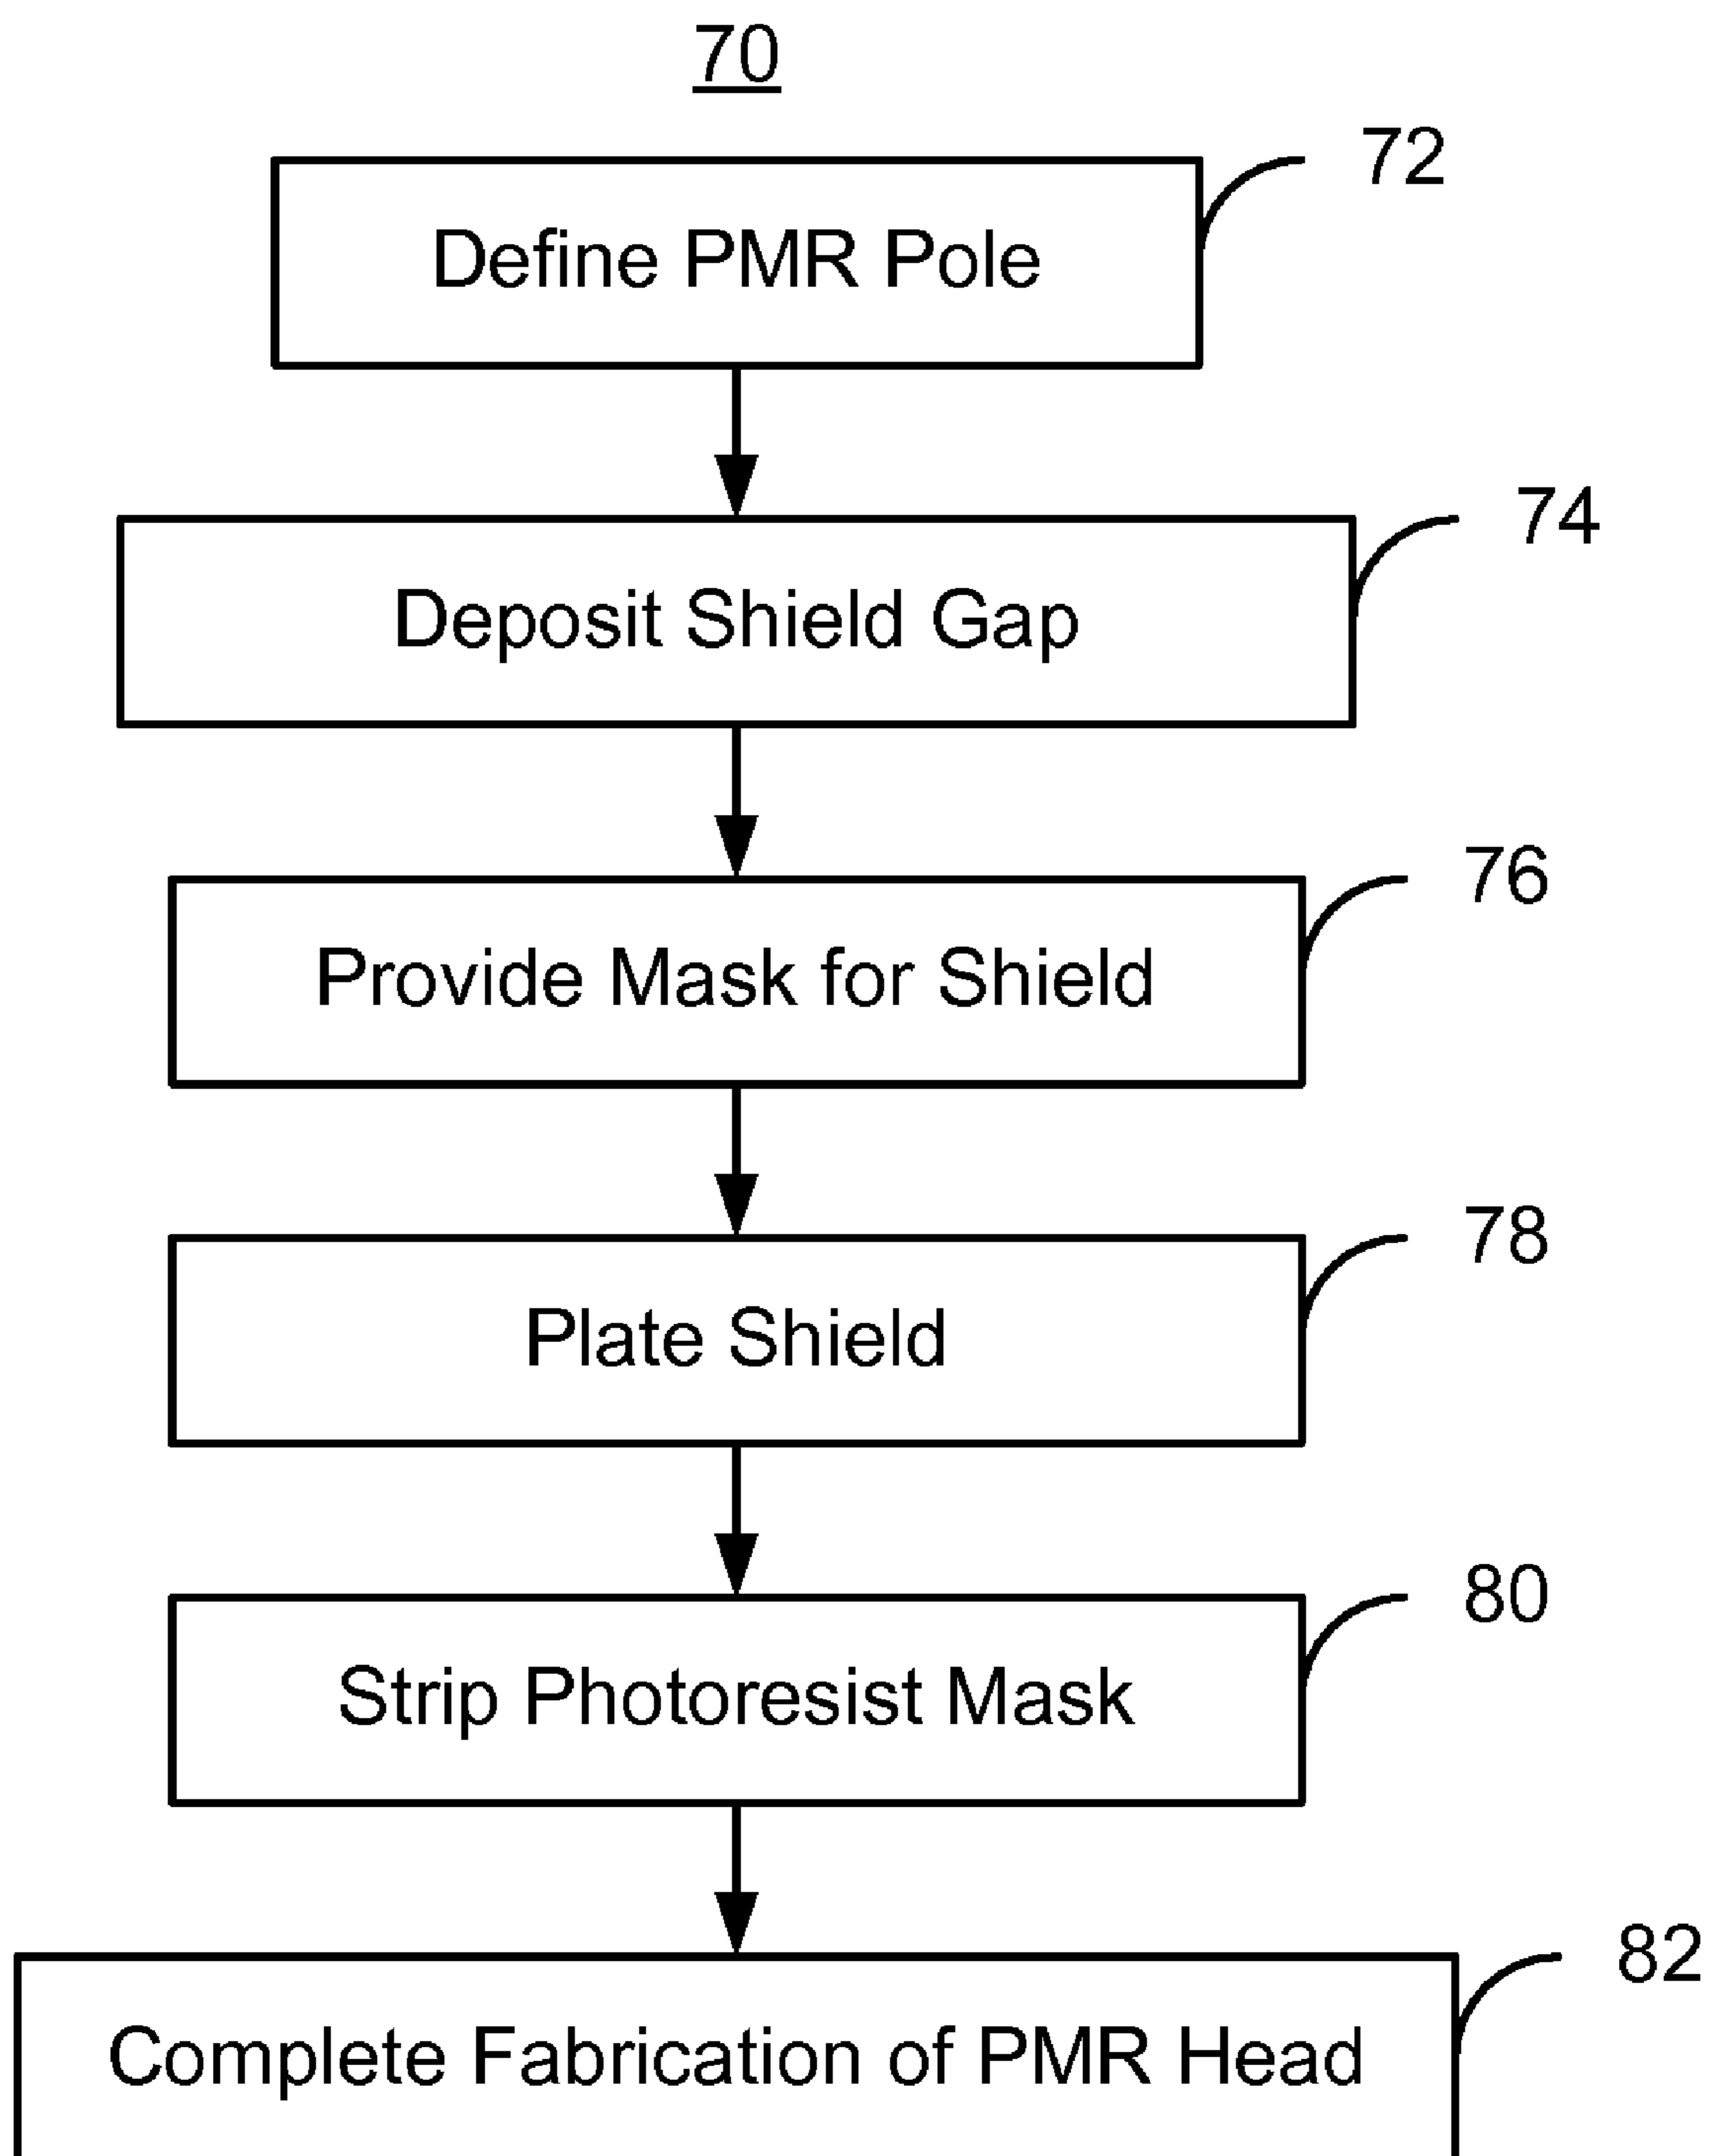 70
72
Define PMR Pole
74
Deposit Shield Gap
76
Provide Mask for Shield
78
Plate Shield
80
Strip Photoresist Mask
82
Complete Fabrication of PMR Head